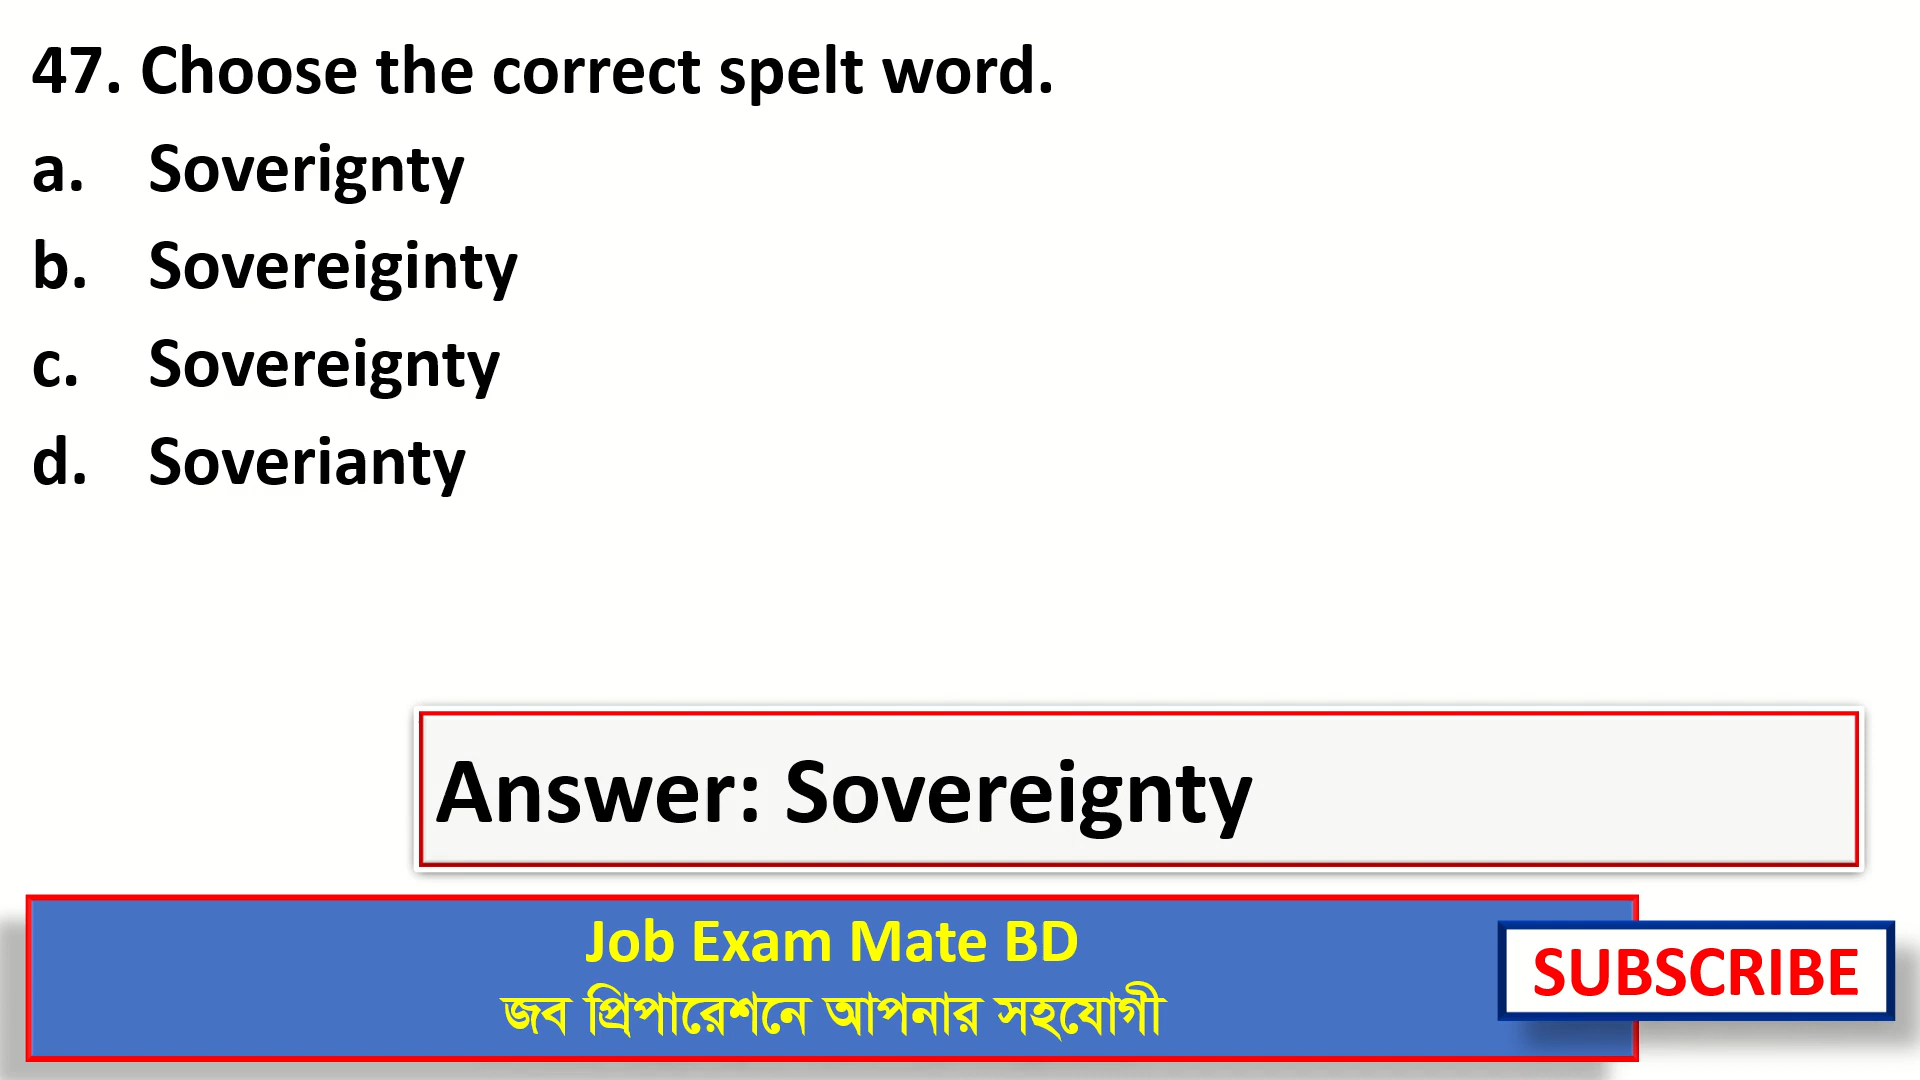 47. Choose the correct spelt word.
a. Soverignty
b. Sovereiginty
c. Sovereignty
d. Soverianty
Answer: Sovereignty
Job Exam Mate BD
জব প্রিপারেশনে আপনার সহযোগী
SUBSCRIBE